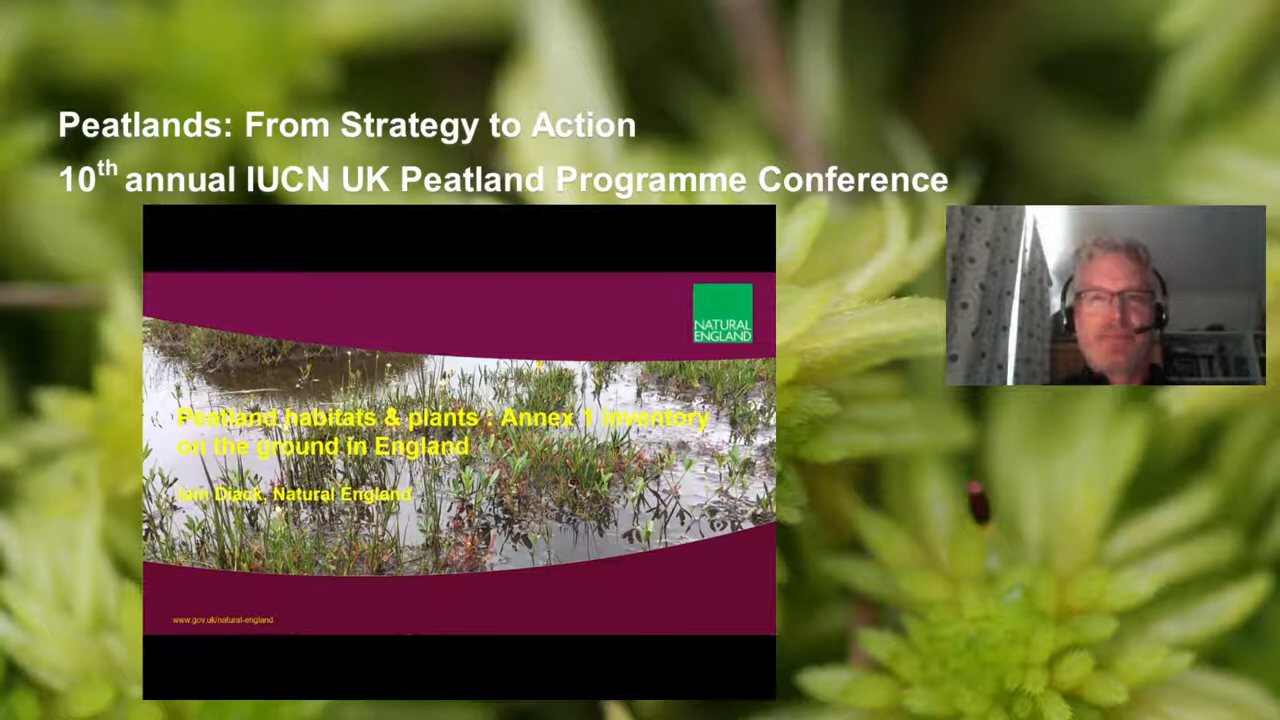 Peatlands: From Strategy to Action
10th annual IUCN UK Peatland Programme Conference
NATURAL
ENGLAND
Peatland habitats & plants : Annex 1 inventory
on the ground in England
Iain Diack, Natural England
www.gov.uk/natural-england